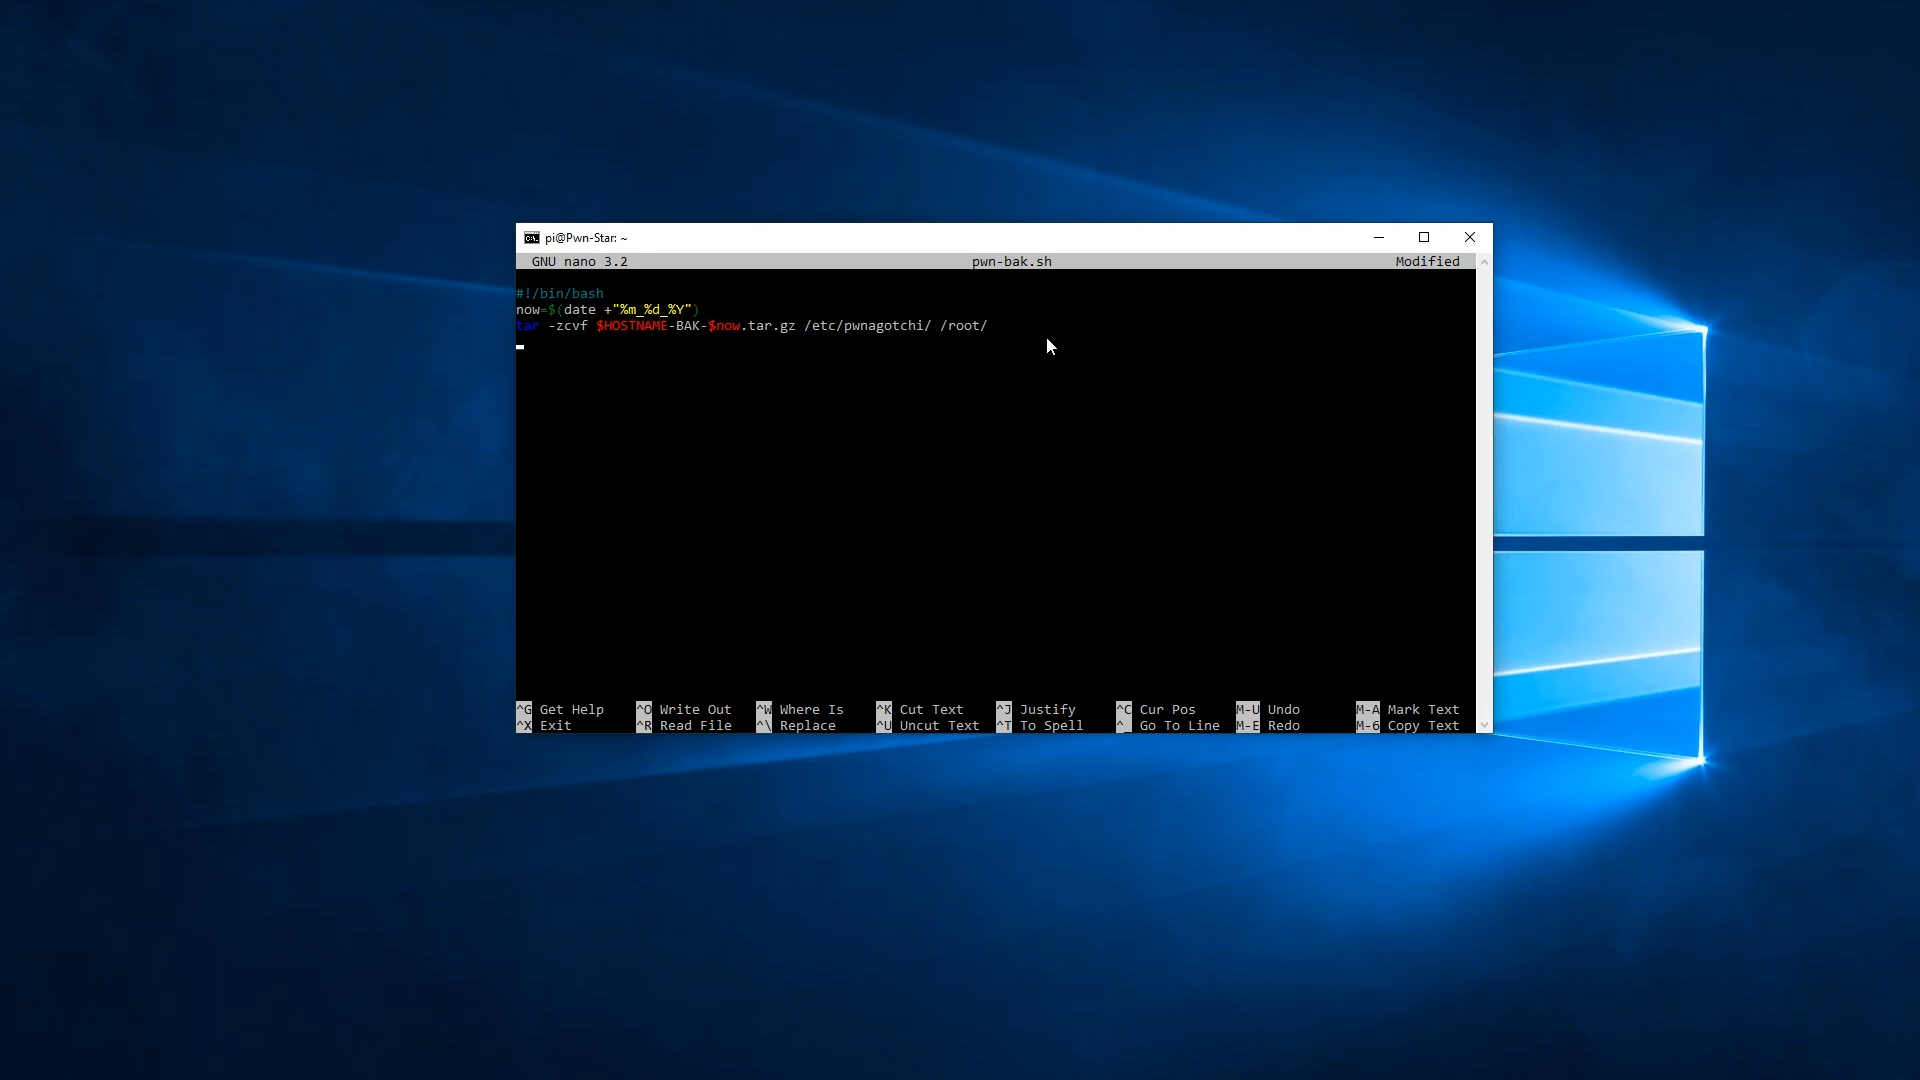 pi@Pwn-Star: ~
GNU nano 3.2 pwn-bak.sh Modified
#!/bin/bash
now=$(date +"%m_%d_%Y")
tar -zcvf $HOSTNAME-BAK-$now.tar.gz /etc/pwnagotchi/ /root/
^G Get Help ^O Write Out ^W Where Is ^K Cut Text ^J Justify ^C Cur Pos M-U Undo M-A Mark Text
^X Exit ^R Read File ^\ Replace ^U Uncut Text ^T To Spell ^_ Go To Line M-E Redo M-6 Copy Text